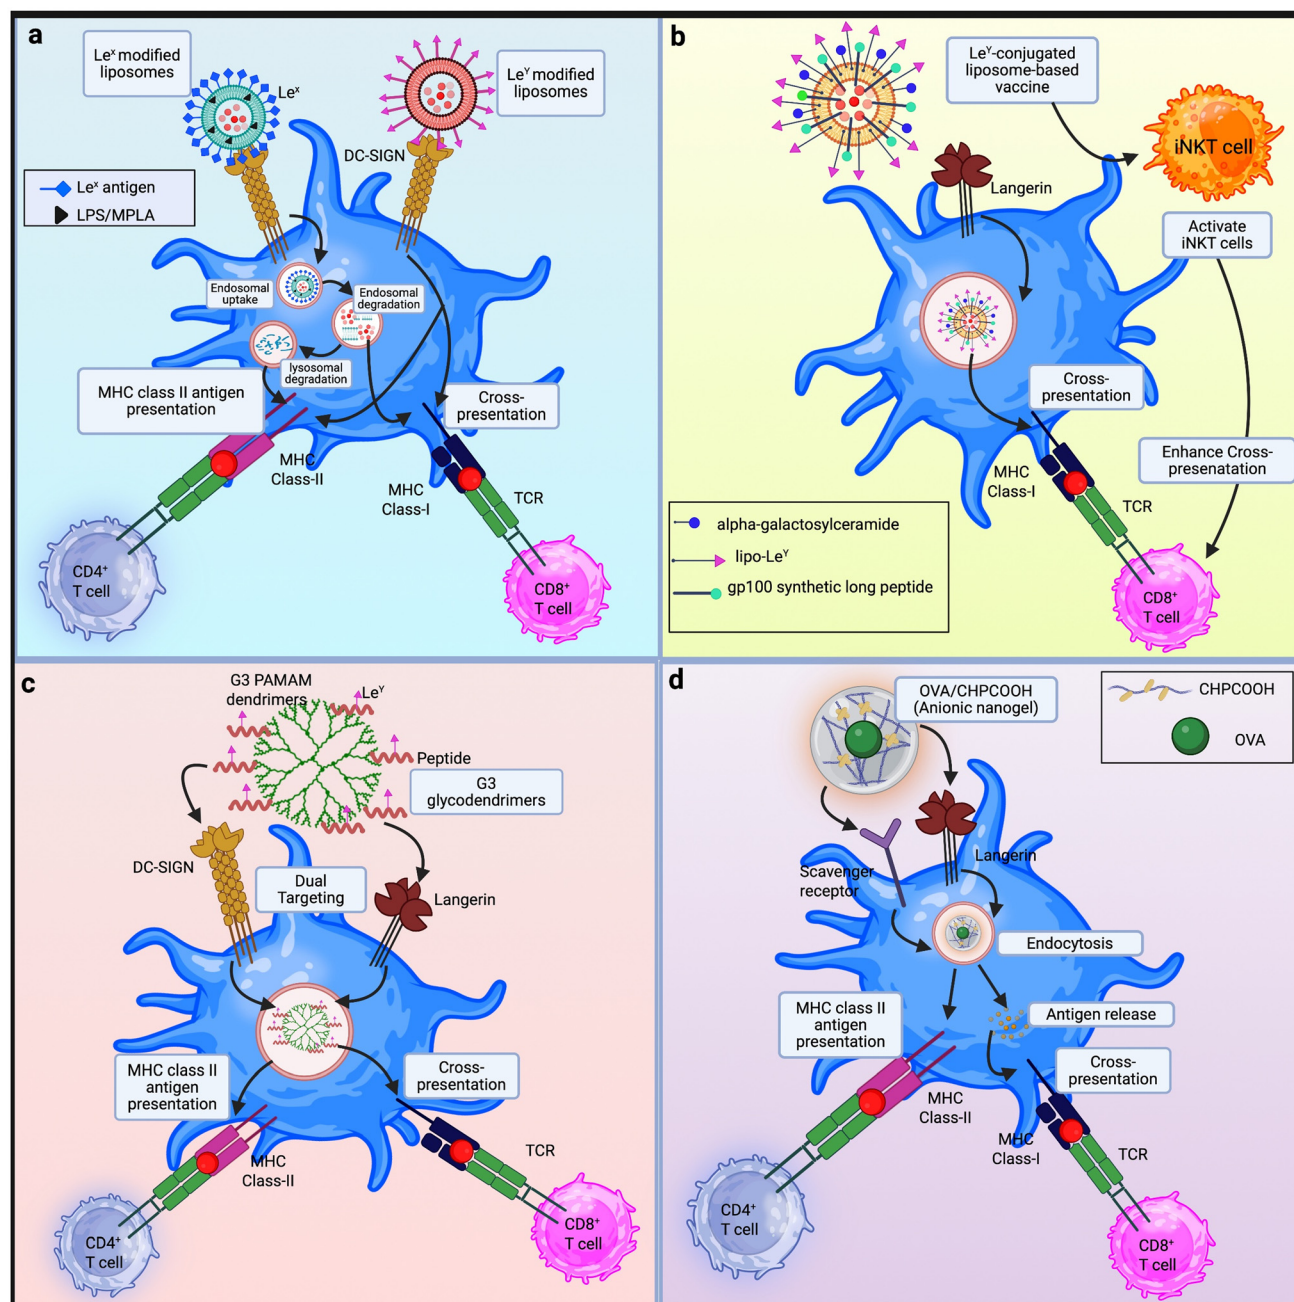 a
Leˣ modified
liposomes
Leˣ
Leʸ modified
liposomes
DC-SIGN
Leˣ antigen
LPS/MPLA
Endosomal
uptake
Endosomal
degradation
lysosomal
degradation
MHC class II antigen
presentation
Cross-
presentation
MHC
Class-II
MHC
Class-I
TCR
CD4⁺
T cell
CD8⁺
T cell
b
Leʸ-conjugated
liposome-based
vaccine
iNKT cell
Langerin
Activate
iNKT cells
Cross-
presentation
Enhance Cross-
presenatation
MHC
Class-I
TCR
alpha-galactosylceramide
lipo-Leʸ
gp100 synthetic long peptide
CD8⁺
T cell
c
G3 PAMAM
dendrimers
Leʸ
Peptide
G3
glycodendrimers
DC-SIGN
Dual
Targeting
Langerin
MHC class II
antigen
presentation
Cross-
presentation
MHC
Class-II
TCR
CD4⁺
T cell
CD8⁺
T cell
d
OVA/CHPCOOH
(Anionic nanogel)
CHPCOOH
OVA
Scavenger
receptor
Langerin
Endocytosis
MHC class II
antigen
presentation
Antigen release
Cross-
presentation
MHC
Class-II
MHC
Class-I
TCR
CD4⁺
T cell
CD8⁺
T cell